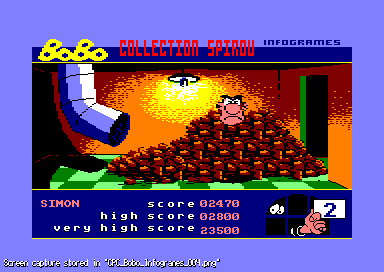 BOBO COLLECTION SPIROU INFOGRAMES
SIMON score 02470
high score 02800
very high score 23500
2
Screen capture stored in "CPC_Bobo_Infogrames_004.png"